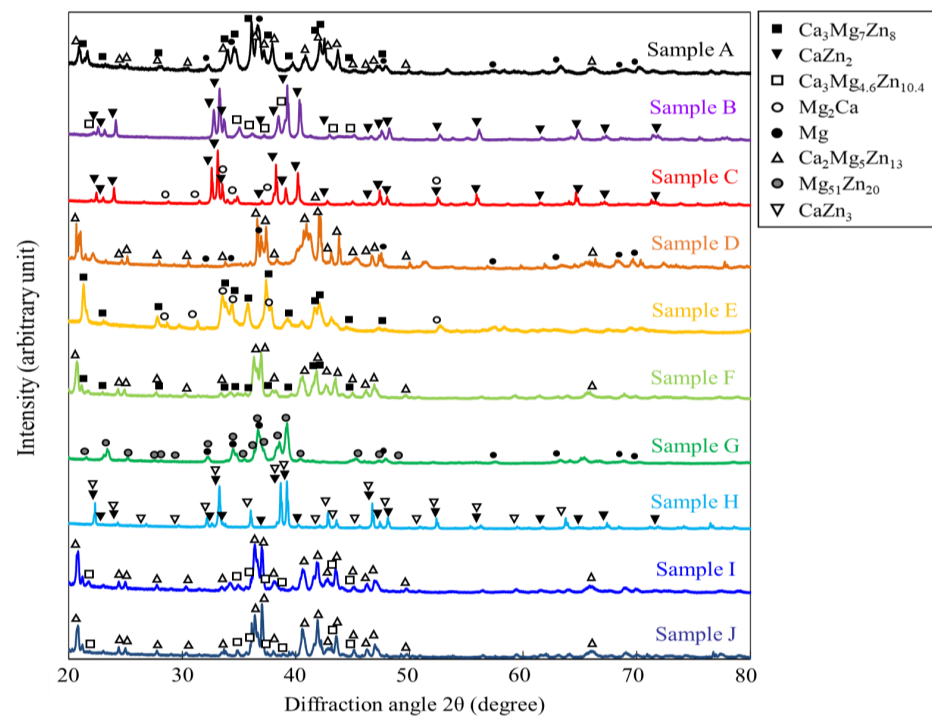 Sample A
Sample B
Sample C
Sample D
Sample E
Sample F
Sample G
Sample H
Sample I
Sample J
Intensity (arbitrary unit)
20 30 40 50 60 70 80
Diffraction angle 2θ (degree)
Ca₃Mg₇Zn₈
CaZn₂
Ca₃Mg₄.₆Zn₁₀.₄
Mg₂Ca
Mg
Ca₂Mg₅Zn₁₃
Mg₅₁Zn₂₀
CaZn₃